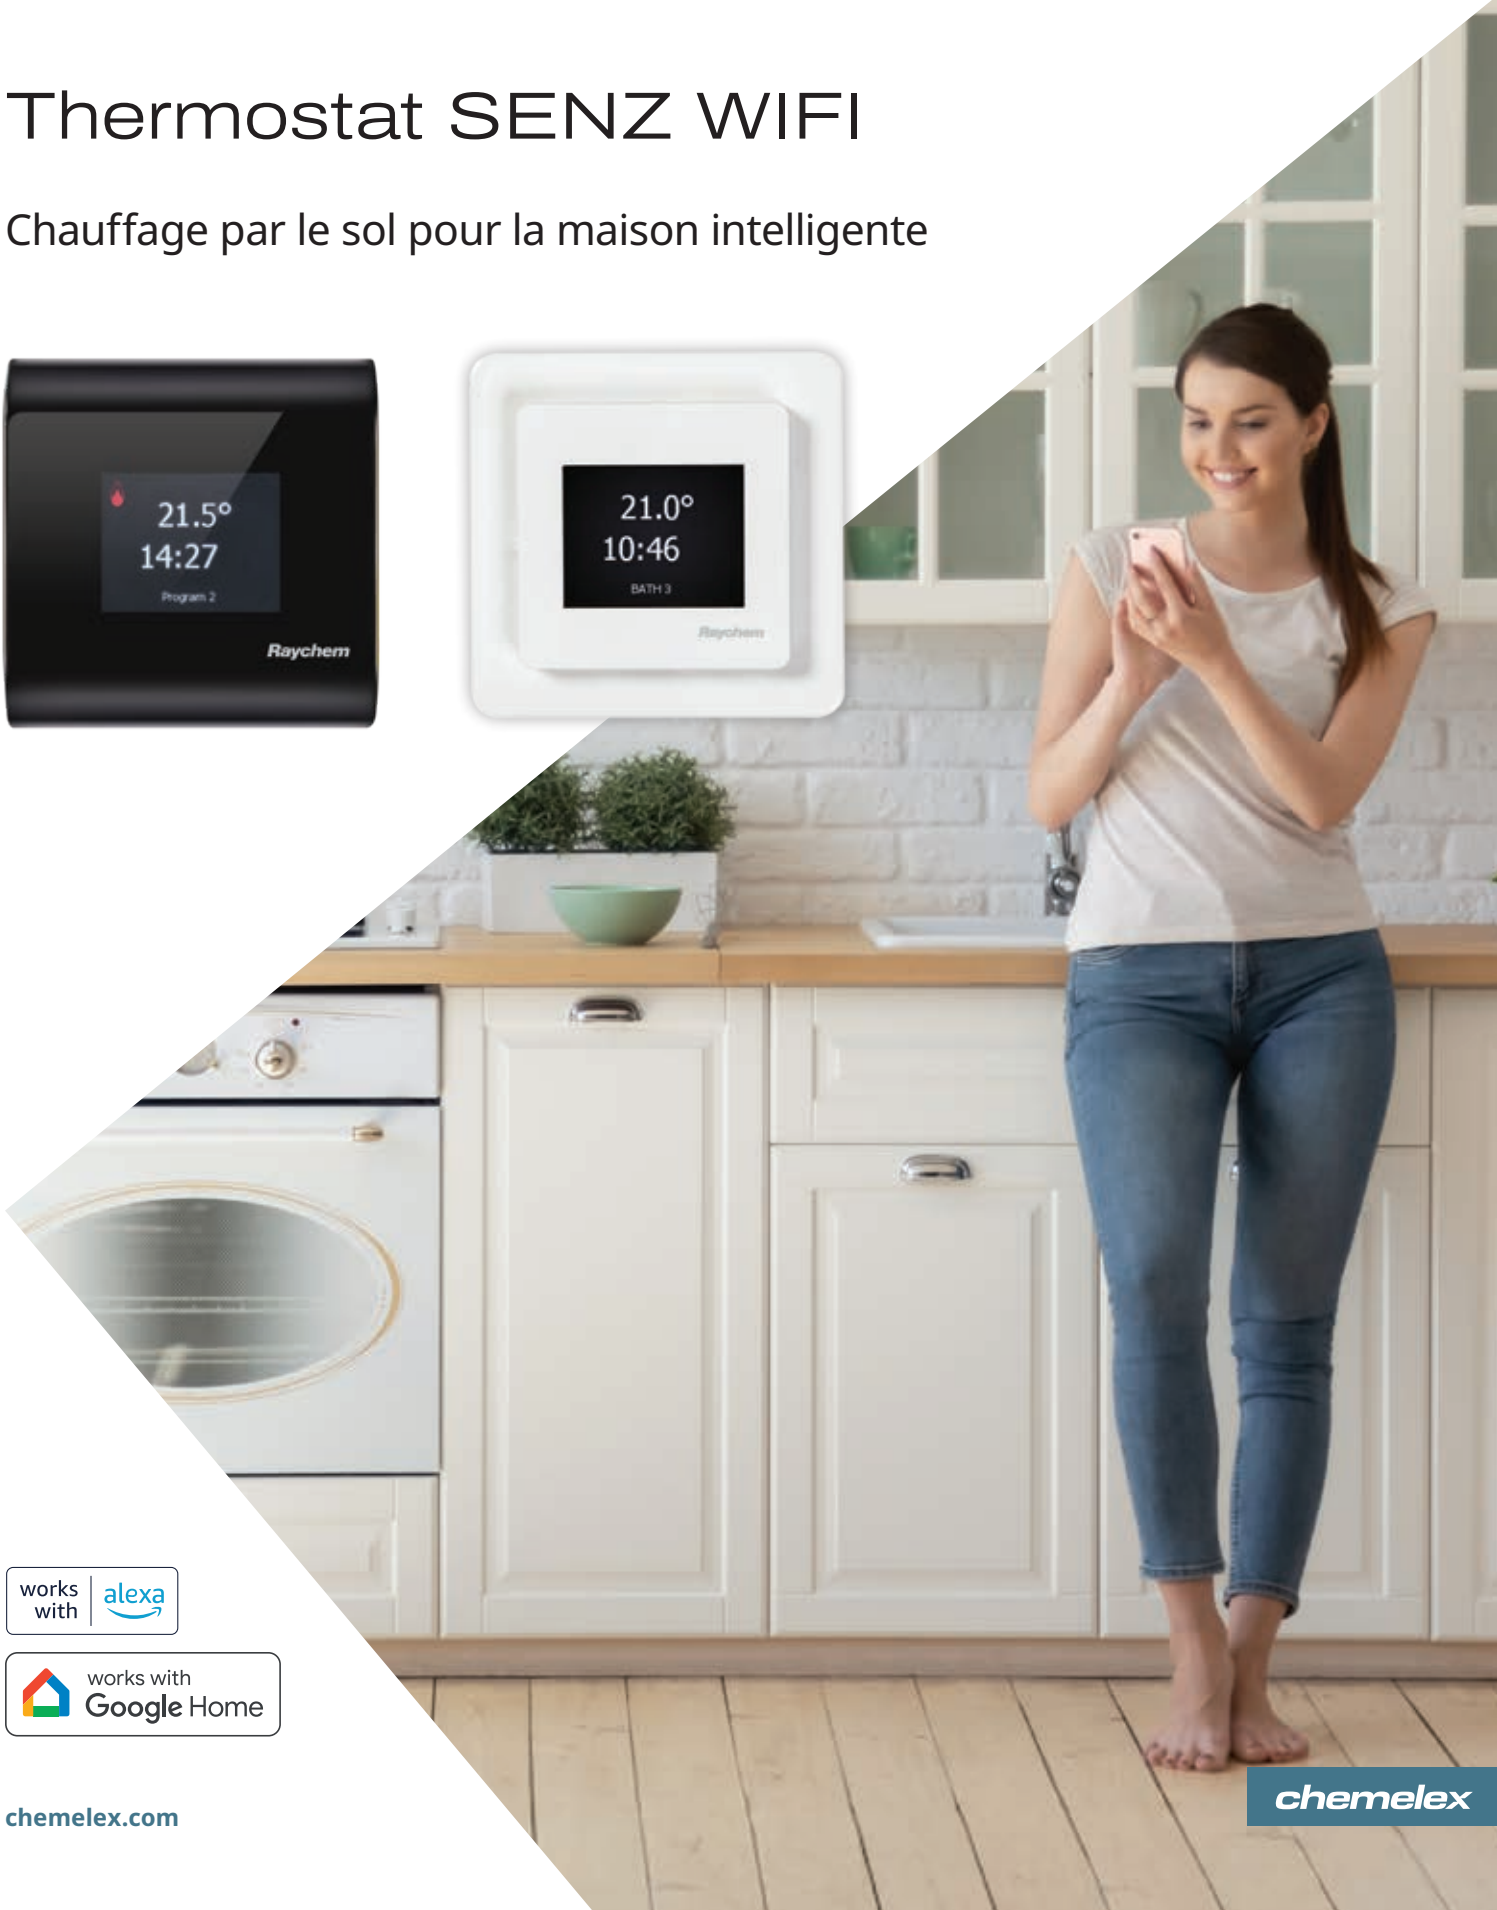 Thermostat SENZ WIFI
Chauffage par le sol pour la maison intelligente
21.5°
14:27
Program 2
Raychem
21.0°
10:46
BATH 3
Raychem
works with
alexa
works with
Google Home
chemelex.com
chemelex